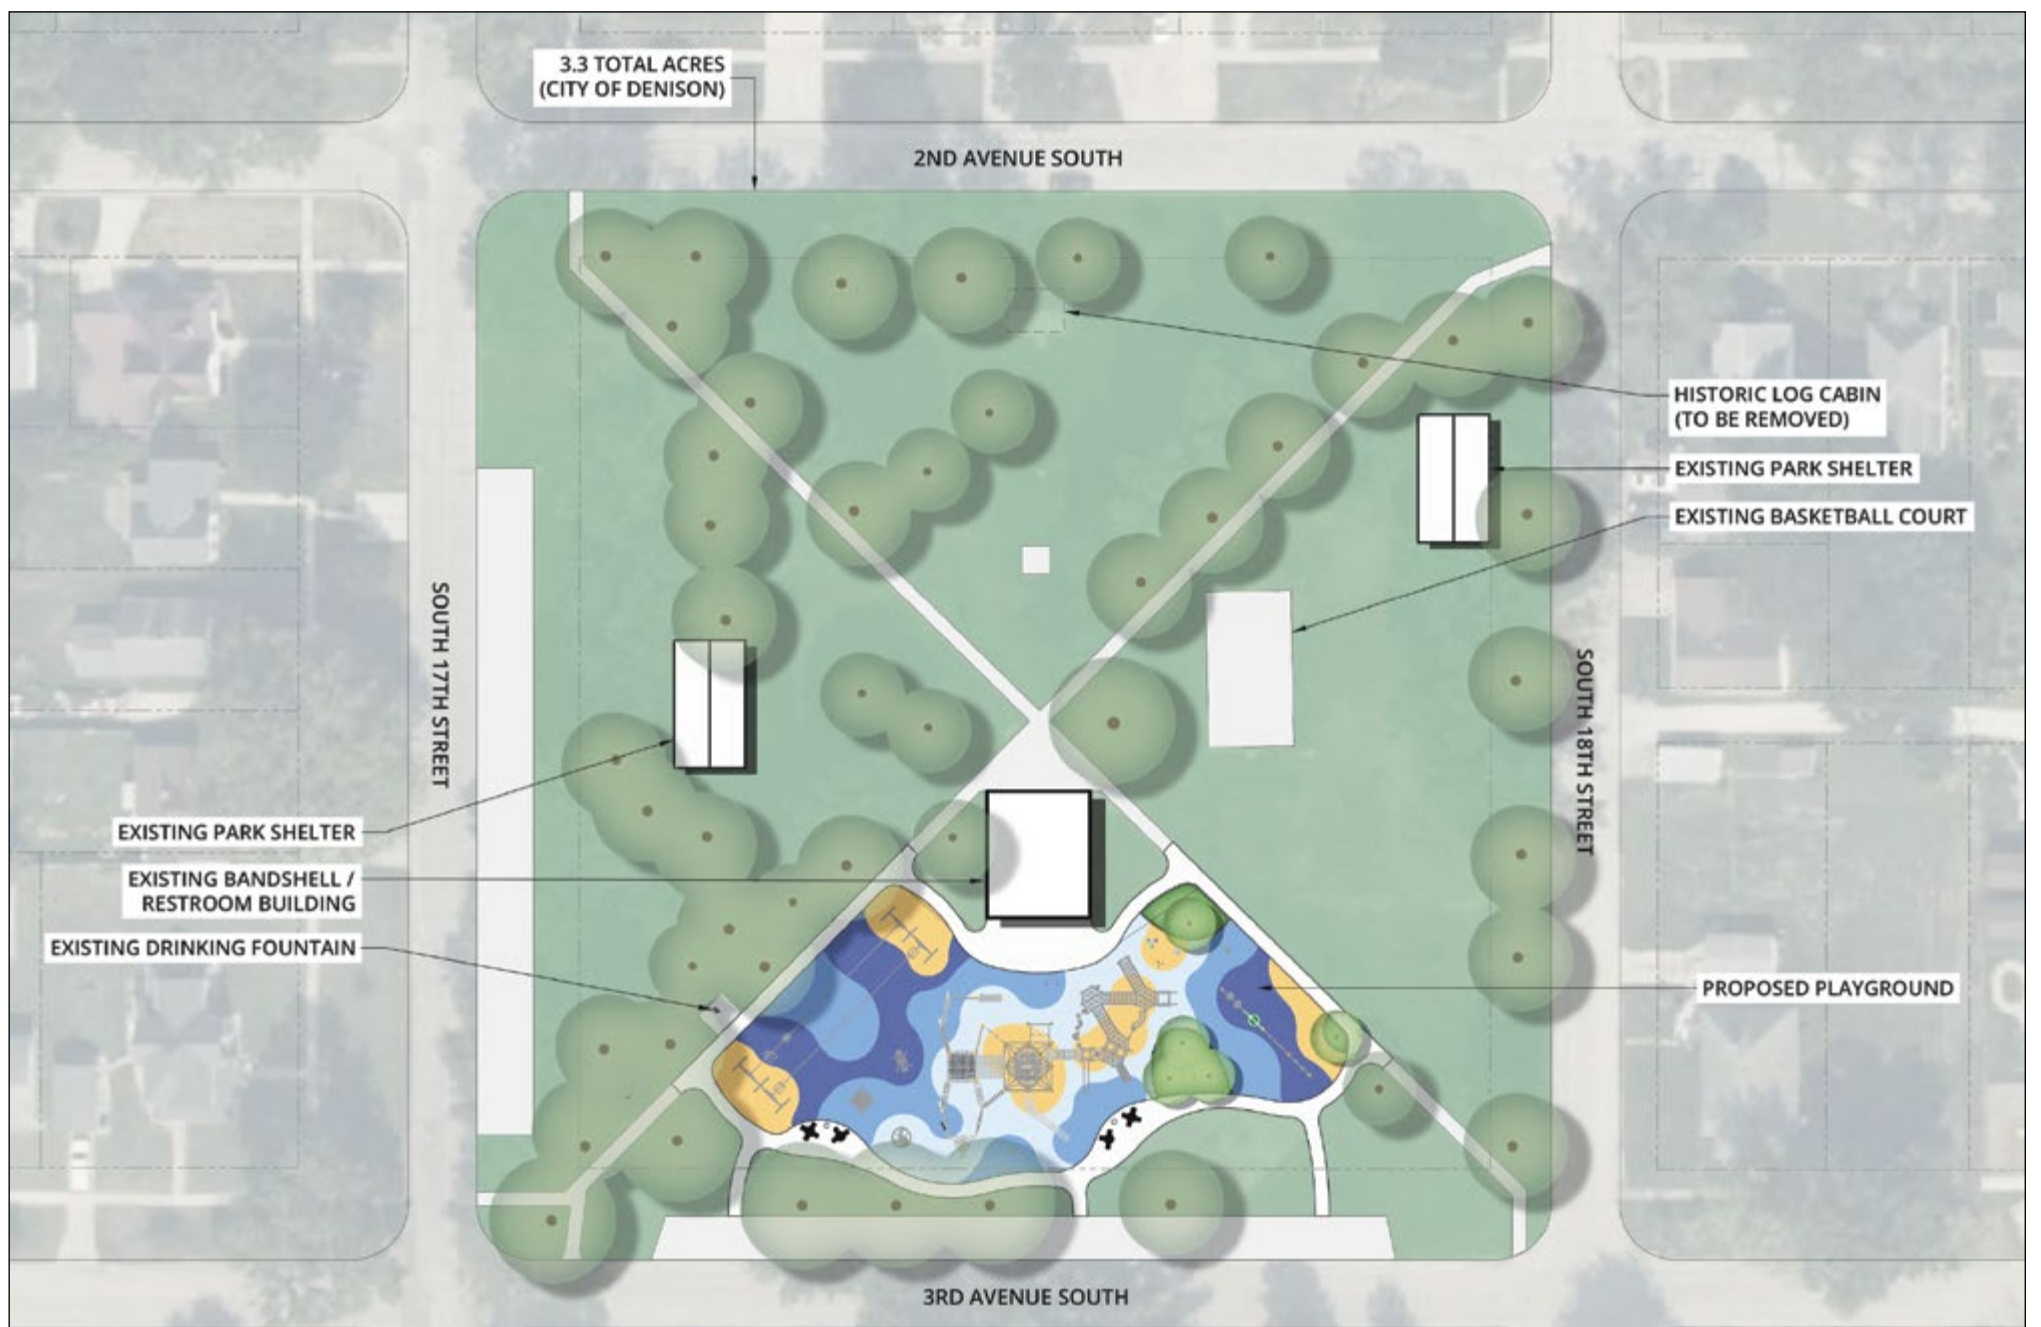 3.3 TOTAL ACRES
(CITY OF DENISON)
2ND AVENUE SOUTH
HISTORIC LOG CABIN
(TO BE REMOVED)
EXISTING PARK SHELTER
EXISTING BASKETBALL COURT
SOUTH 17TH STREET
SOUTH 18TH STREET
EXISTING PARK SHELTER
EXISTING BANDSHELL /
RESTROOM BUILDING
EXISTING DRINKING FOUNTAIN
PROPOSED PLAYGROUND
3RD AVENUE SOUTH